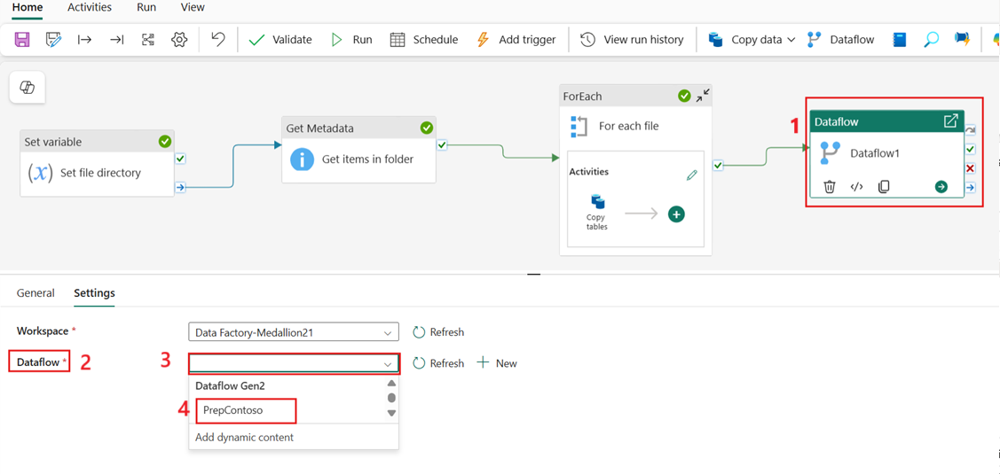 Home Activities Run View
Validate Run Schedule Add trigger View run history Copy data Dataflow
Set variable
(x) Set file directory
Get Metadata
Get items in folder
ForEach
For each file
Activities
Copy
tables
1
Dataflow
Dataflow1
General Settings
Workspace * Data Factory-Medallion21 Refresh
Dataflow * 2 3 Refresh New
Dataflow Gen2
4 PrepContoso
Add dynamic content